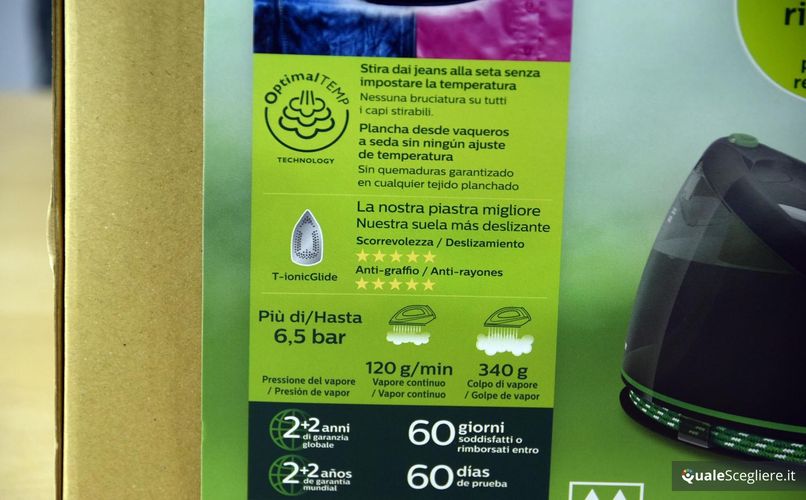 ri
p
re
OptimalTEMP
TECHNOLOGY
Stira dai jeans alla seta senza
impostare la temperatura
Nessuna bruciatura su tutti
i capi stirabili.
Plancha desde vaqueros
a seda sin ningún ajuste
de temperatura
Sin quemaduras garantizado
en cualquier tejido planchado
T-ionicGlide
La nostra piastra migliore
Nuestra suela más deslizante
Scorrevolezza / Deslizamiento
Anti-graffio / Anti-rayones
Più di/Hasta
6,5 bar
Pressione del vapore
/ Presión de vapor
120 g/min
Vapore continuo
/ Vapor continuo
340 g
Colpo di vapore
/ Golpe de vapor
2+2 anni
di garanzia
globale
60 giorni
soddisfatti o
rimborsati entro
2+2 años
de garantía
mundial
60 días
de prueba
QualeScegliere.it